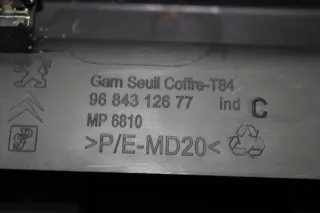 Garn Seuil Coffre-T84
96 843 126 77 ind C
MP 6810
>P/E-MD20<